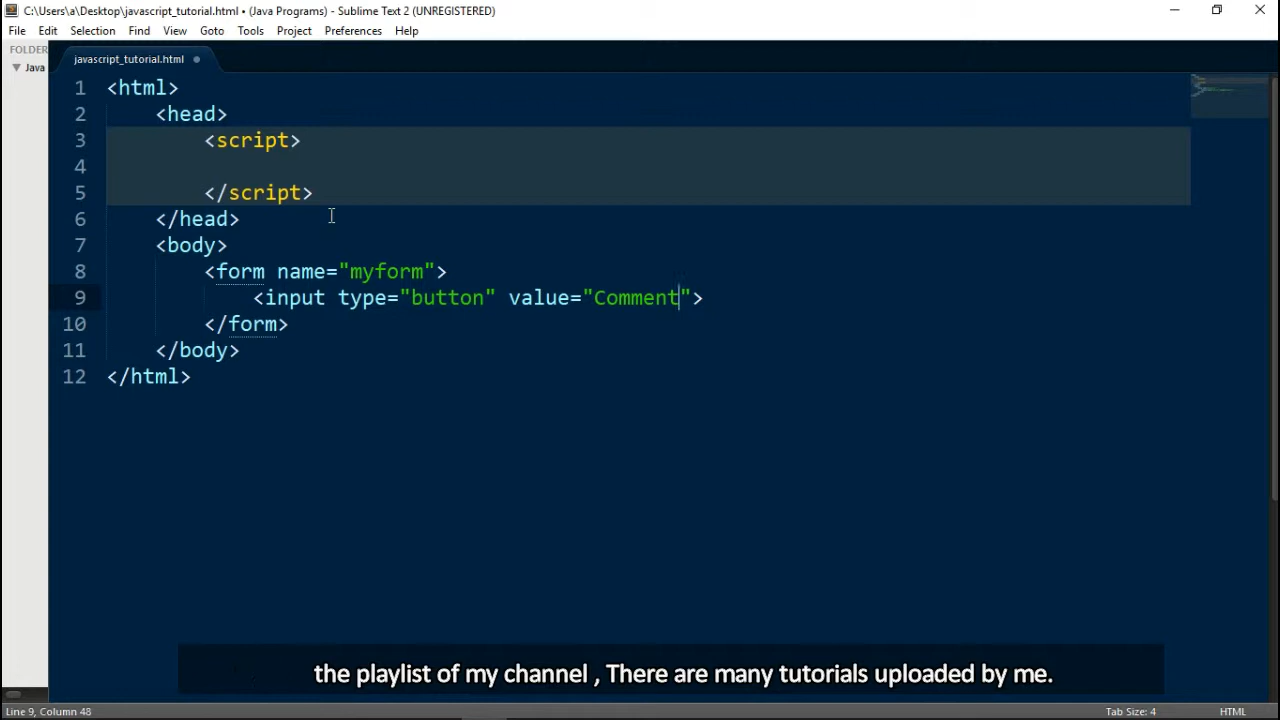 C:\Users\a\Desktop\javascript_tutorial.html • (Java Programs) - Sublime Text 2 (UNREGISTERED)
File Edit Selection Find View Goto Tools Project Preferences Help
FOLDER
Java
javascript_tutorial.html
1 <html>
2 <head>
3 <script>
4
5 </script>
6 </head>
7 <body>
8 <form name="myform">
9 <input type="button" value="Comment">
10 </form>
11 </body>
12 </html>
the playlist of my channel , There are many tutorials uploaded by me.
Line 9, Column 48 Tab Size: 4 HTML